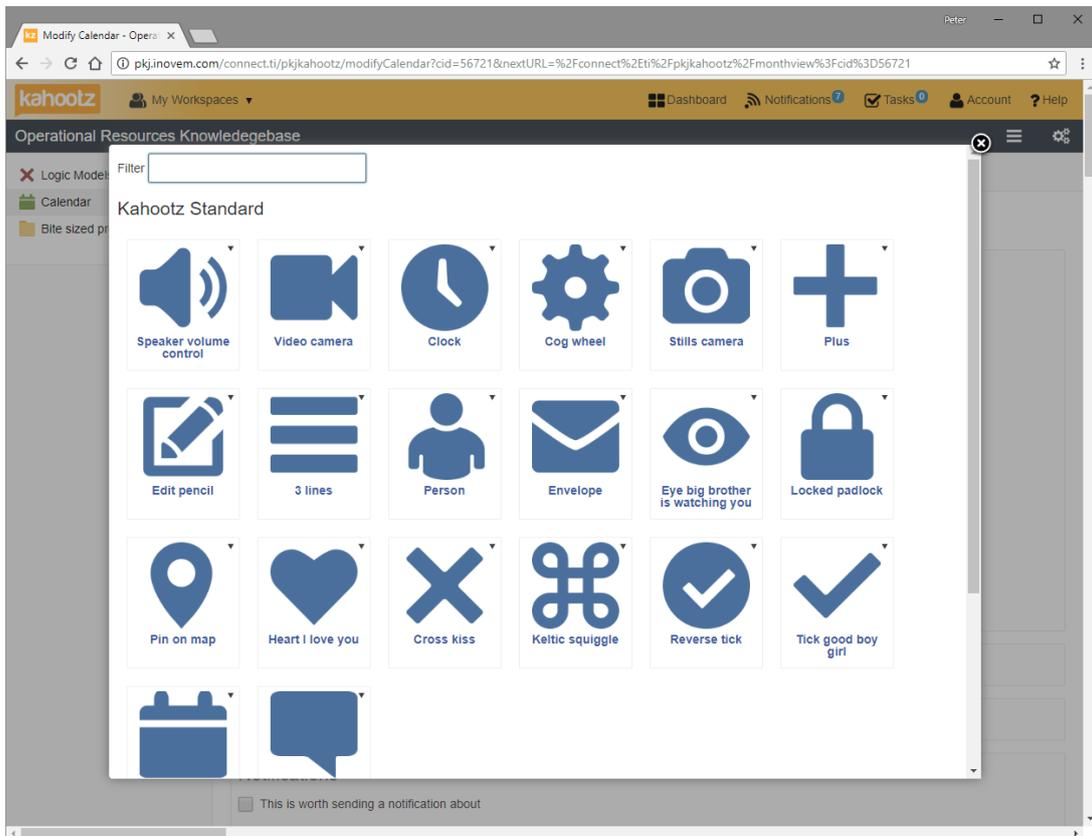 Peter
kz Modify Calendar - Opera
pkj.inovem.com/connect.ti/pkjkahootz/modifyCalendar?cid=56721&nextURL=%2Fconnect%2Eti%2Fpkjkahootz%2Fmonthview%3Fcid%3D56721
kahootz My Workspaces Dashboard Notifications 7 Tasks 0 Account ? Help
Operational Resources Knowledegebase
Logic Models
Calendar
Bite sized pr
Filter
Kahootz Standard
Speaker volume control
Video camera
Clock
Cog wheel
Stills camera
Plus
Edit pencil
3 lines
Person
Envelope
Eye big brother is watching you
Locked padlock
Pin on map
Heart I love you
Cross kiss
Keltic squiggle
Reverse tick
Tick good boy girl
Notifications
This is worth sending a notification about